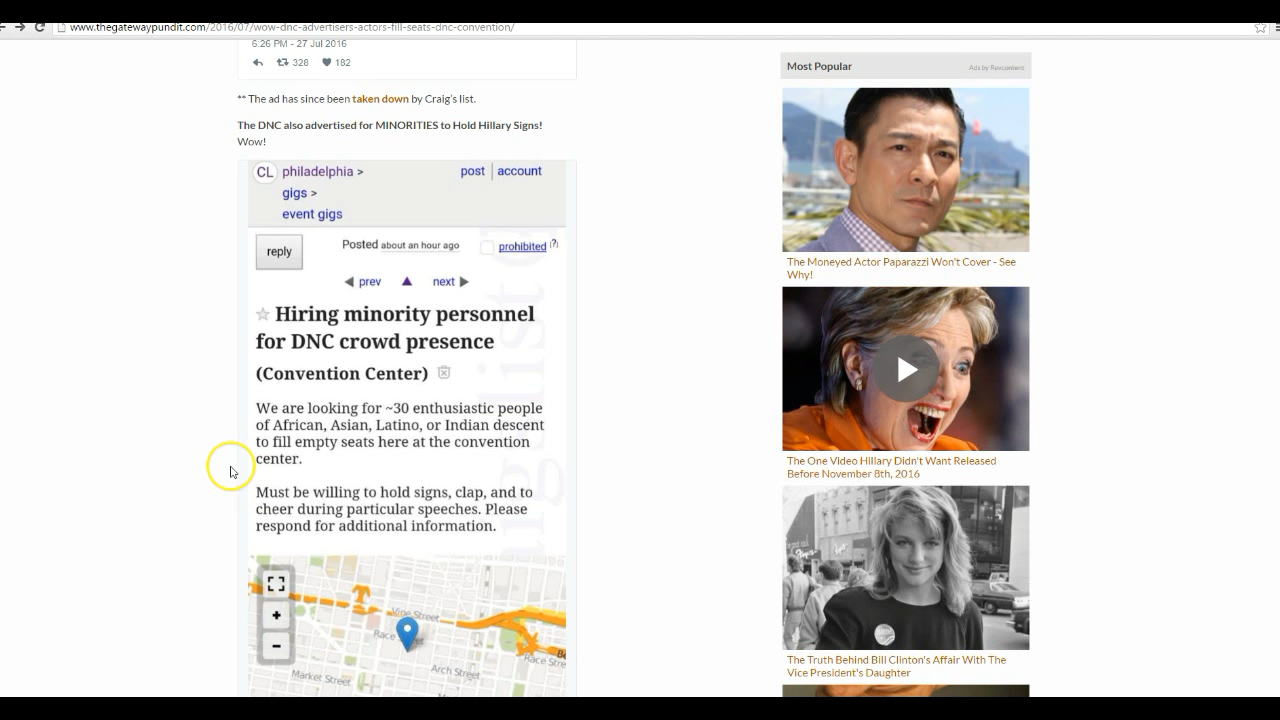 www.thegatewaypundit.com/2016/07/wow-dnc-advertisers-actors-fill-seats-dnc-convention/
6:26 PM - 27 Jul 2016
328 182
** The ad has since been taken down by Craig's list.
The DNC also advertised for MINORITIES to Hold Hillary Signs!
Wow!
CL philadelphia > post account
gigs >
event gigs
reply Posted about an hour ago prohibited (?)
prev next
Hiring minority personnel
for DNC crowd presence
(Convention Center)
We are looking for ~30 enthusiastic people
of African, Asian, Latino, or Indian descent
to fill empty seats here at the convention
center.
Must be willing to hold signs, clap, and to
cheer during particular speeches. Please
respond for additional information.
+
−
Vine Street
Race
Race Stre
Arch Street
Market Street
Most Popular Ads by Revcontent
The Moneyed Actor Paparazzi Won't Cover - See
Why!
The One Video Hillary Didn't Want Released
Before November 8th, 2016
The Truth Behind Bill Clinton's Affair With The
Vice President's Daughter